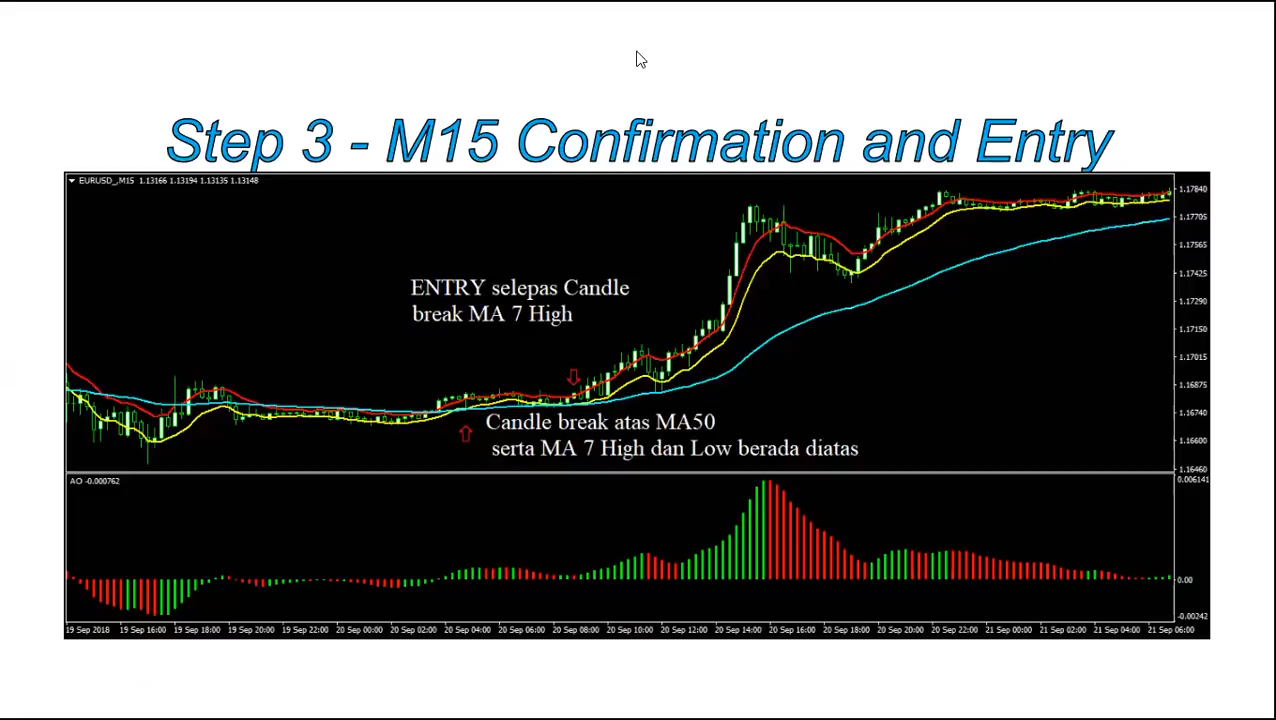 Step 3 - M15 Confirmation and Entry
EURUSD_,M15 1.13166 1.13194 1.13135 1.13148
1.17840
1.17705
1.17565
1.17425
1.17290
1.17150
1.17015
1.16875
1.16740
1.16600
1.16460
ENTRY selepas Candle
break MA 7 High
Candle break atas MA50
serta MA 7 High dan Low berada diatas
AO -0.000762
0.006141
0.00
-0.00242
19 Sep 2018 19 Sep 16:00 19 Sep 18:00 19 Sep 20:00 19 Sep 22:00 20 Sep 00:00 20 Sep 02:00 20 Sep 04:00 20 Sep 06:00 20 Sep 08:00 20 Sep 10:00 20 Sep 12:00 20 Sep 14:00 20 Sep 16:00 20 Sep 18:00 20 Sep 20:00 20 Sep 22:00 21 Sep 00:00 21 Sep 02:00 21 Sep 04:00 21 Sep 06:00